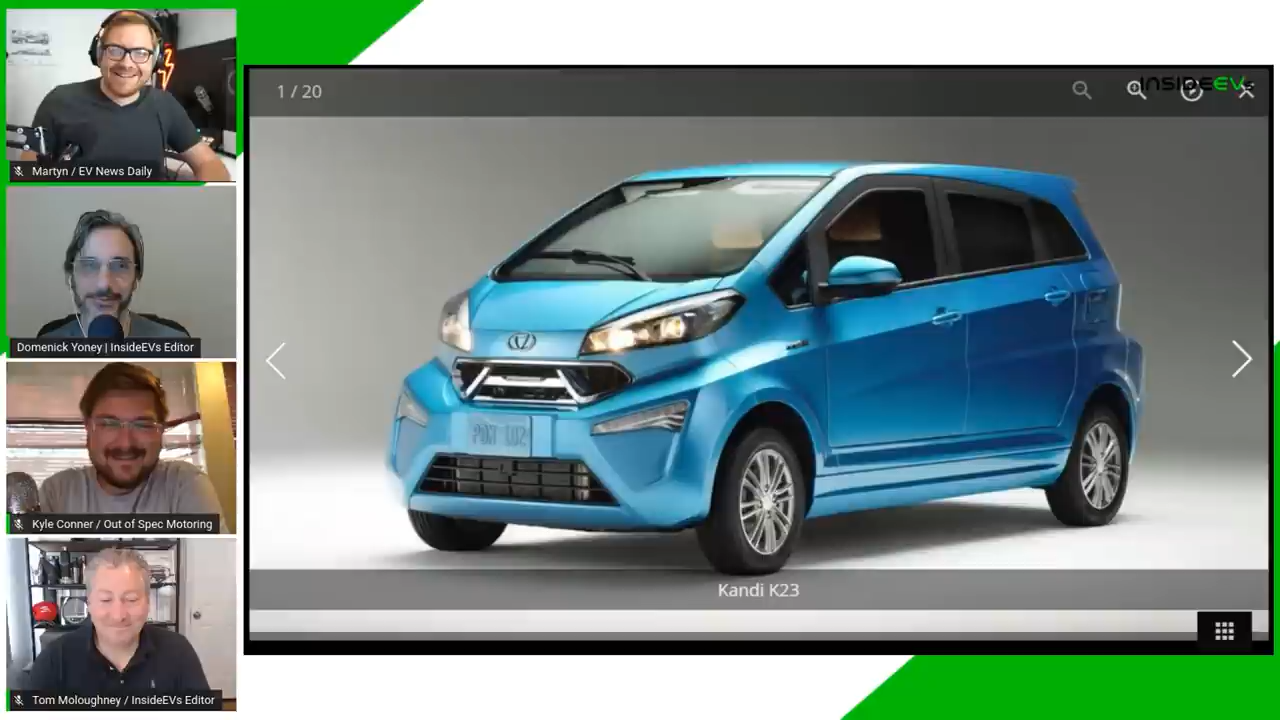 Martyn / EV News Daily
Domenick Yoney | InsideEVs Editor
Kyle Conner / Out of Spec Motoring
Tom Moloughney / InsideEVs Editor
1 / 20
INSIDEEVs
Kandi K23